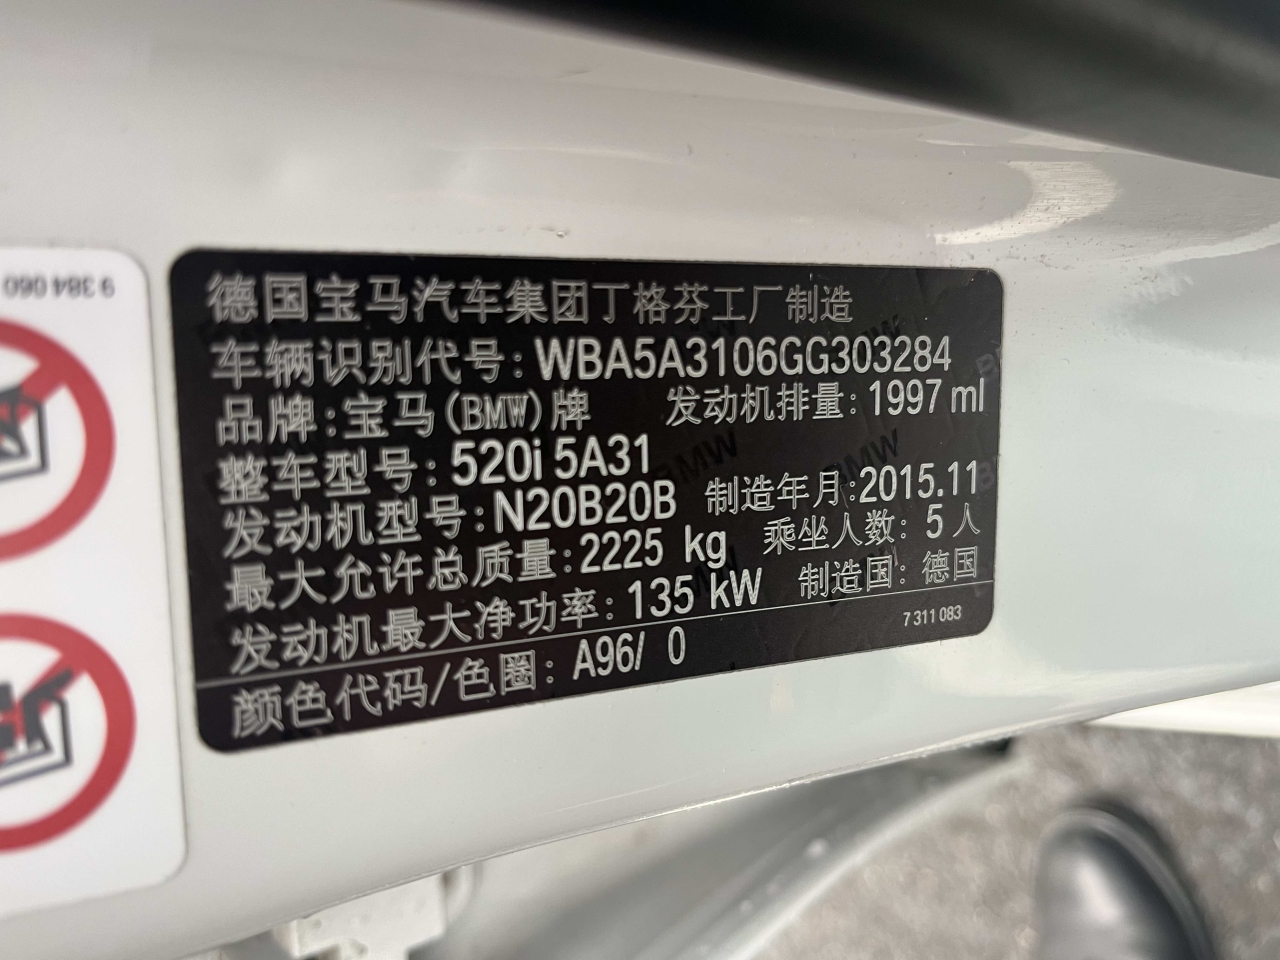 9 384 060
德国宝马汽车集团丁格芬工厂制造
车辆识别代号: WBA5A3106GG303284
品牌: 宝马(BMW)牌 发动机排量: 1997 ml
整车型号: 520i 5A31
发动机型号: N20B20B 制造年月: 2015.11
最大允许总质量: 2225 kg 乘坐人数: 5 人
发动机最大净功率: 135 kW 制造国: 德国
颜色代码/色圈: A96/ 0 7 311 083